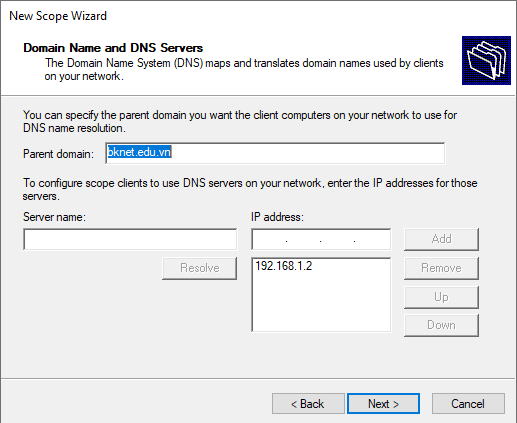 New Scope Wizard
Domain Name and DNS Servers
The Domain Name System (DNS) maps and translates domain names used by clients
on your network.
You can specify the parent domain you want the client computers on your network to use for
DNS name resolution.
Parent domain: bknet.edu.vn
To configure scope clients to use DNS servers on your network, enter the IP addresses for those
servers.
Server name: IP address:
. . . Add
Resolve 192.168.1.2 Remove
Up
Down
< Back Next > Cancel